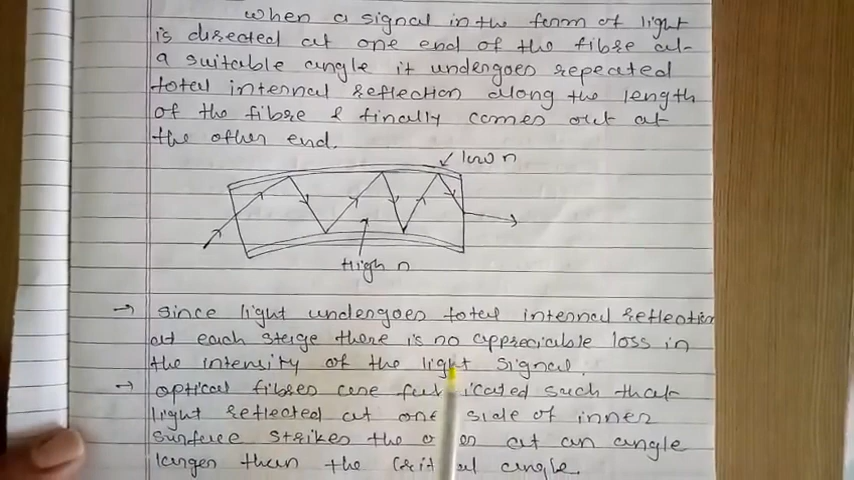 when a signal in the form of light
is directed at one end of the fibre at
a suitable angle it undergoes repeated
total internal reflection along the length
of the fibre & finally comes out at
the other end.
low n
High n
→ since light undergoes total internal reflection
at each stage there is no appreciable loss in
the intensity of the light signal.
→ optical fibres are fabricated such that
light reflected at one side of inner
surface strikes the at an angle
larger than the critical angle.